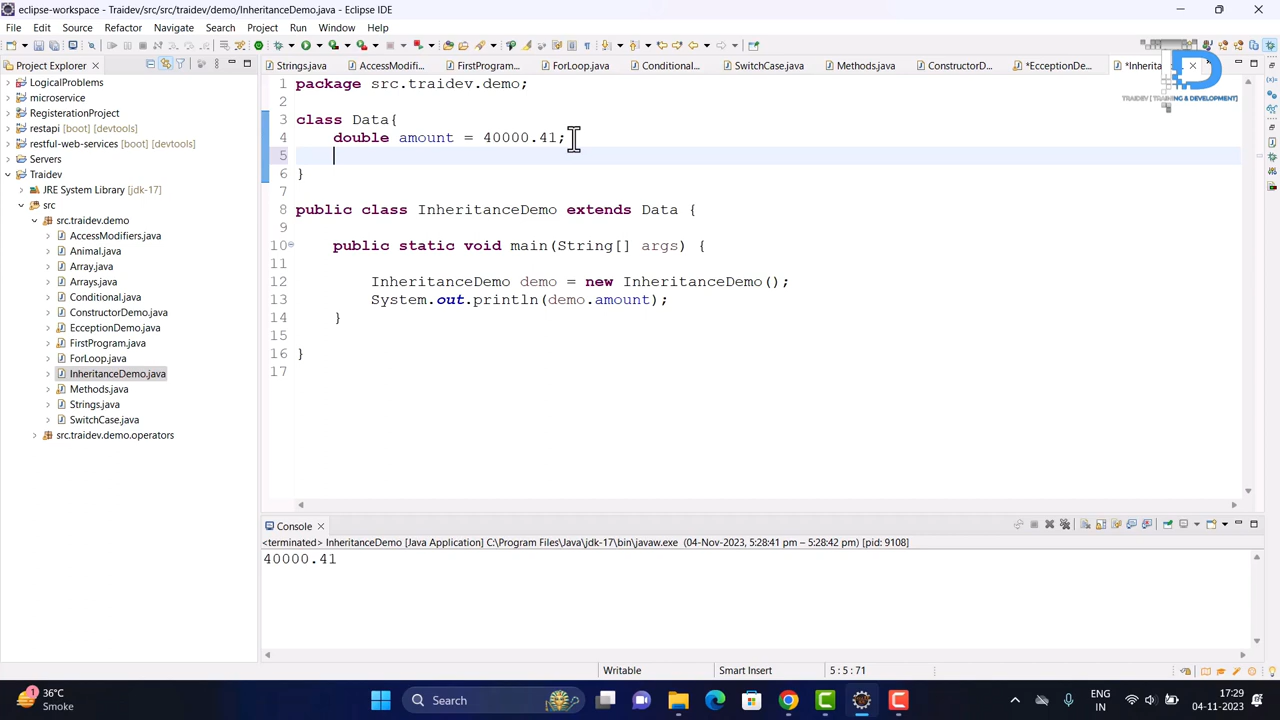 eclipse-workspace - Traidev/src/src/traidev/demo/InheritanceDemo.java - Eclipse IDE
File Edit Source Refactor Navigate Search Project Run Window Help
Project Explorer
Strings.java AccessModifi... FirstProgram... ForLoop.java Conditional... SwitchCase.java Methods.java ConstructorD... *ExceptionDe... *Inherita
TRAIDEV [TRAINING & DEVELOPMENT]
LogicalProblems
microservice
RegistrationProject
restapi [boot] [devtools]
restful-web-services [boot] [devtools]
Servers
Traidev
JRE System Library [jdk-17]
src
src.traidev.demo
AccessModifiers.java
Animal.java
Array.java
Arrays.java
Conditional.java
ConstructorDemo.java
EcceptionDemo.java
FirstProgram.java
ForLoop.java
InheritanceDemo.java
Methods.java
Strings.java
SwitchCase.java
src.traidev.demo.operators
1 package src.traidev.demo;
2
3 class Data{
4 double amount = 40000.41;
5
6 }
7
8 public class InheritanceDemo extends Data {
9
10 public static void main(String[] args) {
11
12 InheritanceDemo demo = new InheritanceDemo();
13 System.out.println(demo.amount);
14 }
15
16 }
17
Console
<terminated> InheritanceDemo [Java Application] C:\Program Files\Java\jdk-17\bin\javaw.exe (04-Nov-2023, 5:28:41 pm – 5:28:42 pm) [pid: 9108]
40000.41
Writable Smart Insert 5 : 5 : 71
36°C
Smoke
Search
ENG
IN
17:29
04-11-2023